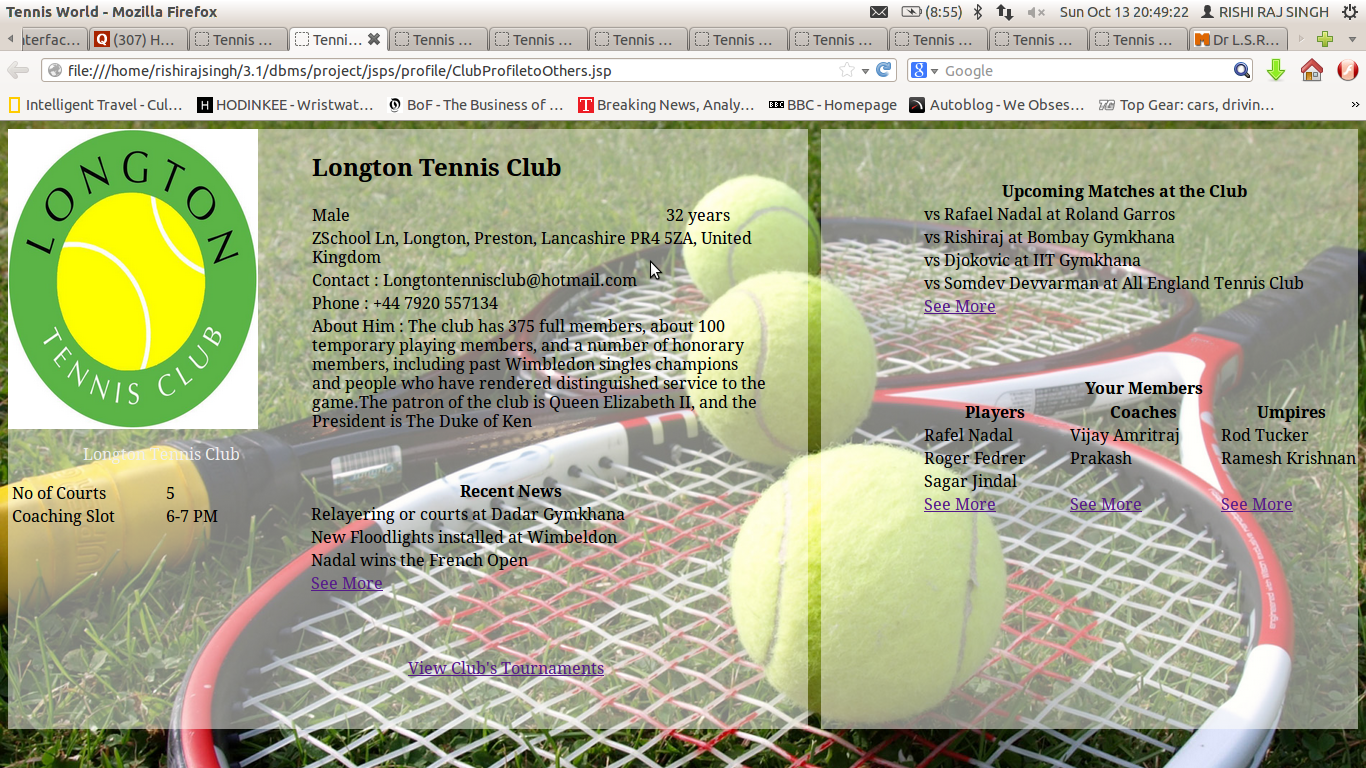 Tennis World - Mozilla Firefox
(8:55)
Sun Oct 13 20:49:22
RISHI RAJ SINGH
nterfac...
(307) H...
Tennis ...
Tenni...
Tennis ...
Tennis ...
Tennis ...
Tennis ...
Tennis ...
Tennis ...
Tennis ...
Tennis ...
Dr L.S.R...
file:///home/rishirajsingh/3.1/dbms/project/jsps/profile/ClubProfiletoOthers.jsp
Google
Intelligent Travel - Cul...
H HODINKEE - Wristwat...
BoF - The Business of ...
T Breaking News, Analy...
BBC BBC - Homepage
Autoblog - We Obses...
TG Top Gear: cars, drivin...
»
LONGTON
TENNIS CLUB
Longton Tennis Club
No of Courts 5
Coaching Slot 6-7 PM
Longton Tennis Club
Male 32 years
ZSchool Ln, Longton, Preston, Lancashire PR4 5ZA, United
Kingdom
Contact : Longtontennisclub@hotmail.com
Phone : +44 7920 557134
About Him : The club has 375 full members, about 100
temporary playing members, and a number of honorary
members, including past Wimbledon singles champions
and people who have rendered distinguished service to the
game.The patron of the club is Queen Elizabeth II, and the
President is The Duke of Ken
Recent News
Relayering or courts at Dadar Gymkhana
New Floodlights installed at Wimbeldon
Nadal wins the French Open
See More
View Club's Tournaments
Upcoming Matches at the Club
vs Rafael Nadal at Roland Garros
vs Rishiraj at Bombay Gymkhana
vs Djokovic at IIT Gymkhana
vs Somdev Devvarman at All England Tennis Club
See More
Your Members
Players Coaches Umpires
Rafel Nadal Vijay Amritraj Rod Tucker
Roger Fedrer Prakash Ramesh Krishnan
Sagar Jindal
See More See More See More